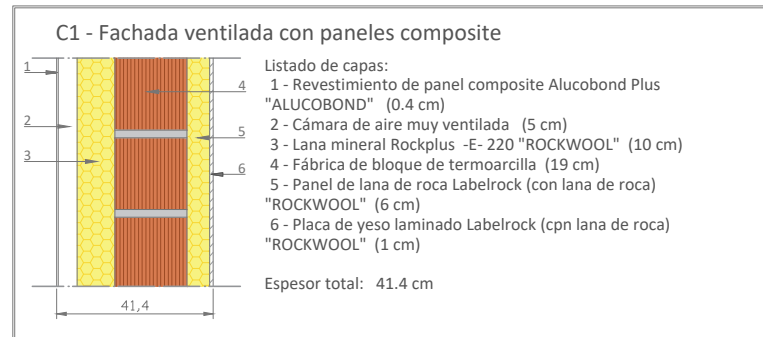 C1 - Fachada ventilada con paneles composite
Listado de capas:
1 - Revestimiento de panel composite Alucobond Plus
"ALUCOBOND" (0.4 cm)
2 - Cámara de aire muy ventilada (5 cm)
3 - Lana mineral Rockplus -E- 220 "ROCKWOOL" (10 cm)
4 - Fábrica de bloque de termoarcilla (19 cm)
5 - Panel de lana de roca Labelrock (con lana de roca)
"ROCKWOOL" (6 cm)
6 - Placa de yeso laminado Labelrock (cpn lana de roca)
"ROCKWOOL" (1 cm)
Espesor total: 41.4 cm
1
2
3
4
5
6
41,4